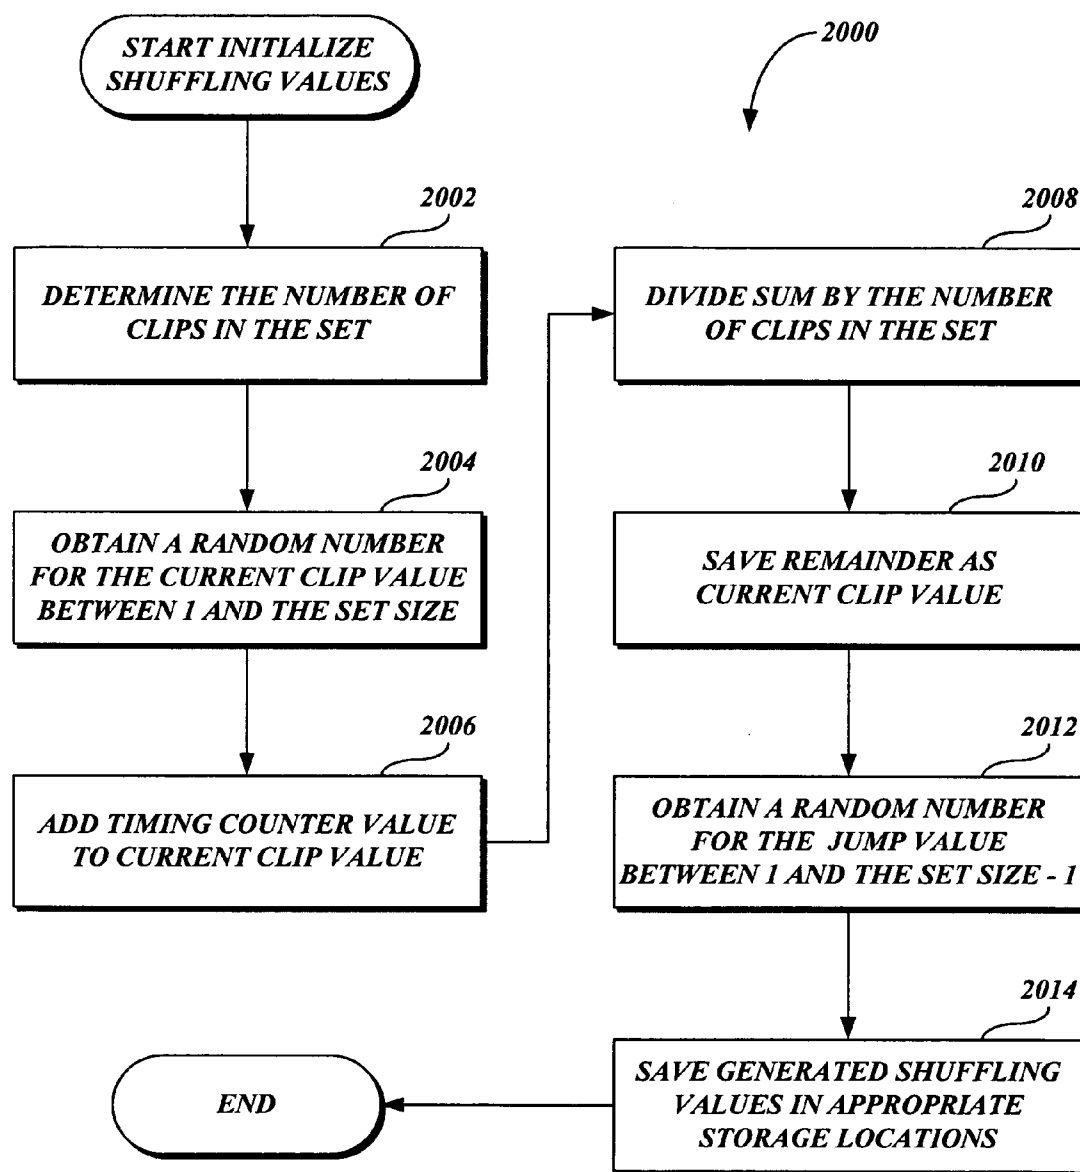 START INITIALIZE
SHUFFLING VALUES
2000
2002
DETERMINE THE NUMBER OF
CLIPS IN THE SET
2004
OBTAIN A RANDOM NUMBER
FOR THE CURRENT CLIP VALUE
BETWEEN 1 AND THE SET SIZE
2006
ADD TIMING COUNTER VALUE
TO CURRENT CLIP VALUE
2008
DIVIDE SUM BY THE NUMBER
OF CLIPS IN THE SET
2010
SAVE REMAINDER AS
CURRENT CLIP VALUE
2012
OBTAIN A RANDOM NUMBER
FOR THE JUMP VALUE
BETWEEN 1 AND THE SET SIZE - 1
2014
SAVE GENERATED SHUFFLING
VALUES IN APPROPRIATE
STORAGE LOCATIONS
END